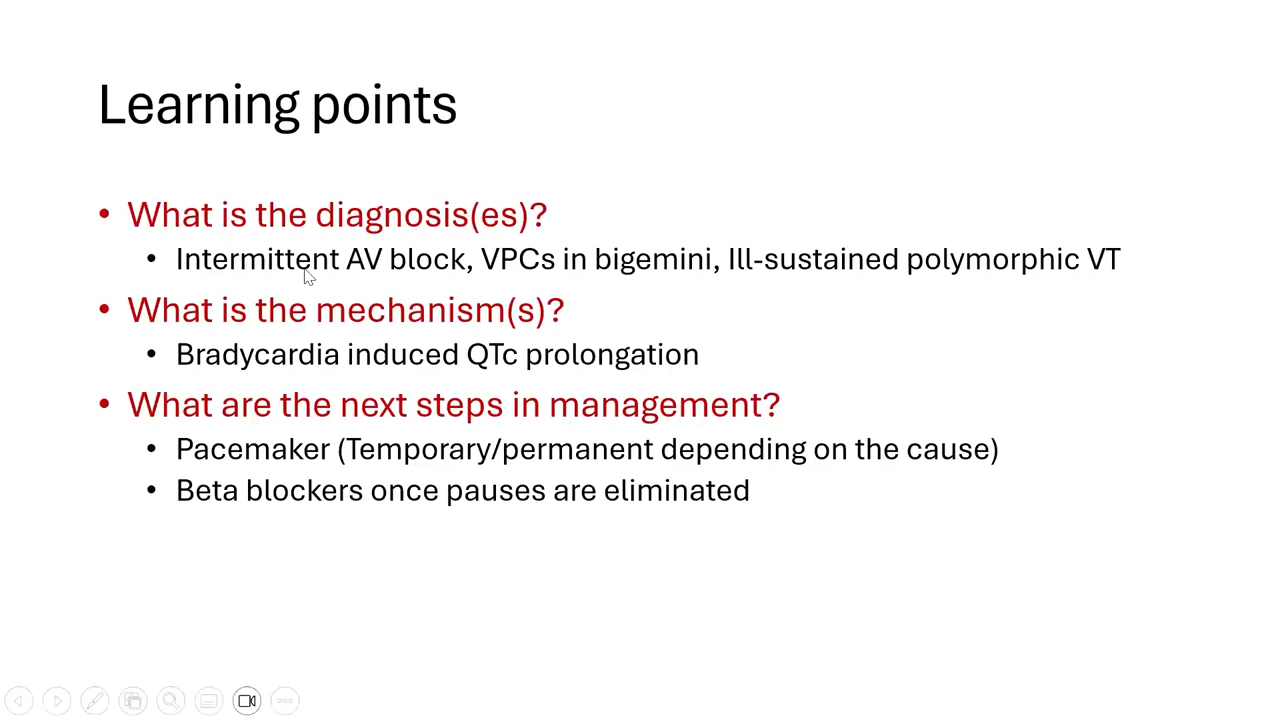 Learning points
• What is the diagnosis(es)?
• Intermittent AV block, VPCs in bigemini, Ill-sustained polymorphic VT
• What is the mechanism(s)?
• Bradycardia induced QTc prolongation
• What are the next steps in management?
• Pacemaker (Temporary/permanent depending on the cause)
• Beta blockers once pauses are eliminated